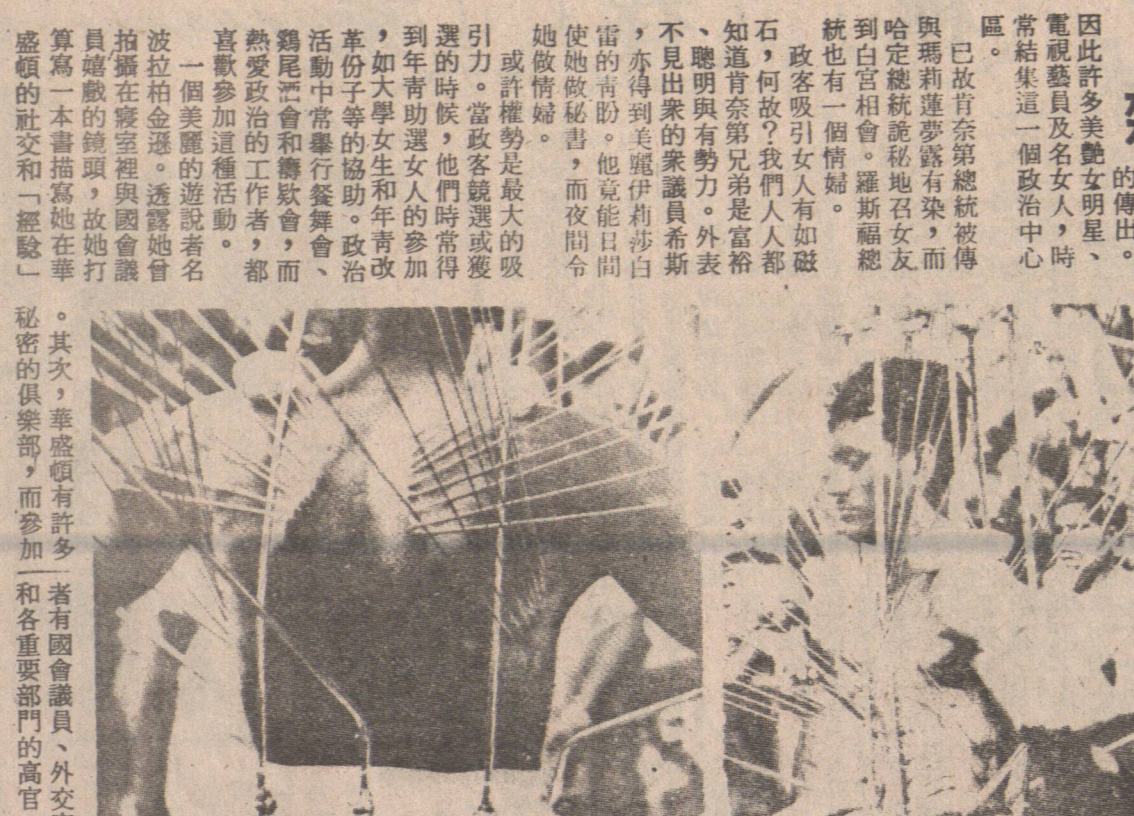 的傳出。
因此許多美艷女明星、
電視藝員及名女人，時
常結集這一個政治中心
區。
已故肯奈第總統被傳
與瑪莉蓮夢露有染，而
哈定總統詭秘地召女友
到白宮相會。羅斯福總
統也有一個情婦。
政客吸引女人有如磁
石，何故？我們人人都
知道肯奈第兄弟是富裕
、聰明與有勢力。外表
不見出衆的衆議員希斯
，亦得到美麗伊莉莎白
雷的靑盼。他竟能日間
使她做秘書，而夜間令
她做情婦。
或許權勢是最大的吸
引力。當政客競選或獲
選的時候，他們時常得
到年靑助選女人的參加
，如大學女生和年靑改
革份子等的協助。政治
活動中常舉行餐舞會、
鷄尾酒會和籌欵會，而
熱愛政治的工作者，都
喜歡參加這種活動。
一個美麗的遊說者名
波拉柏金遜。透露她曾
拍攝在寢室裡與國會議
員嬉戲的鏡頭，故她打
算寫一本書描寫她在華
盛頓的社交和「經驗」
。其次，華盛頓有許多
秘密的俱樂部，而參加
者有國會議員、外交
和各重要部門的高官